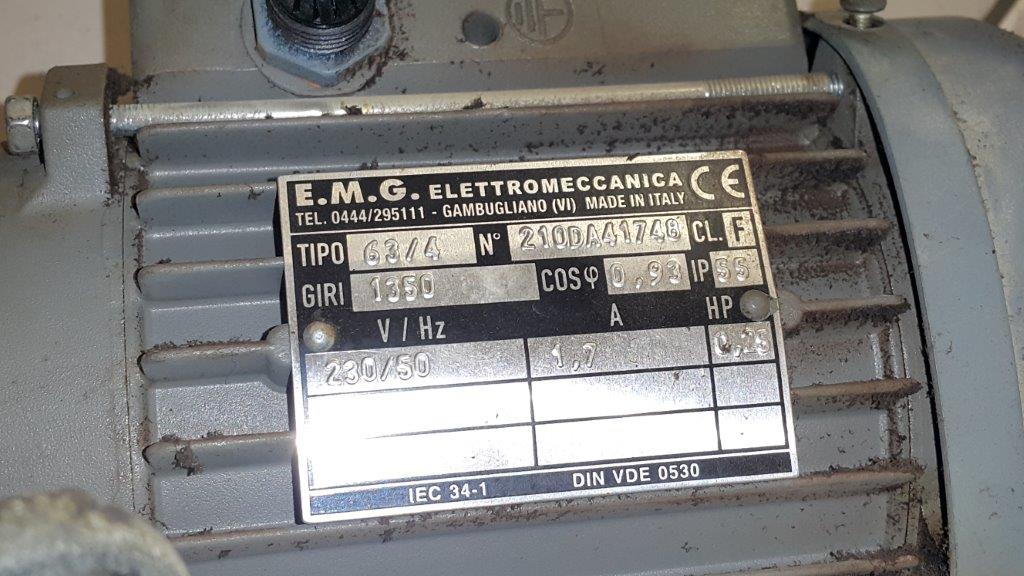 E.M.G. ELETTROMECCANICA CE
TEL. 0444/295111 - GAMBUGLIANO (VI) MADE IN ITALY
TIPO 63/4 N° 210DA41748 CL. F
GIRI 1350 COSφ 0,93 IP 55
V / Hz A HP
230/50 1,7 0,25
IEC 34-1 DIN VDE 0530